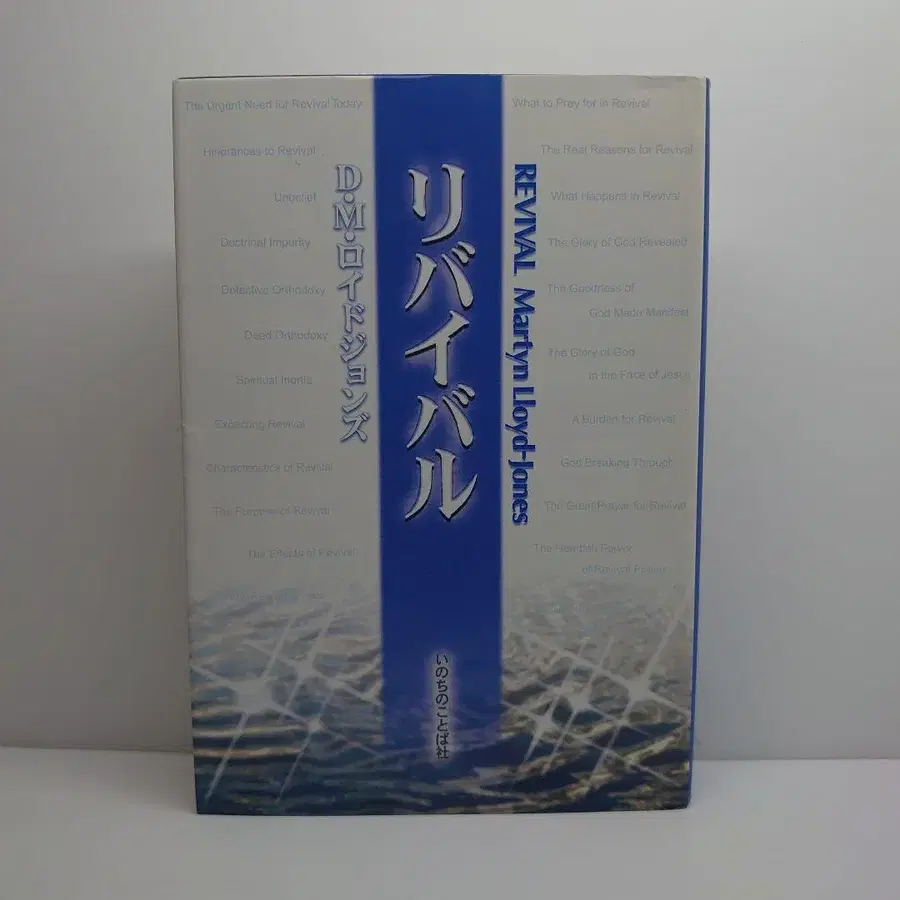 The Urgent Need for Revival Today
Hindrances to Revival
Unbelief
Doctrinal Impurity
Defective Orthodoxy
Dead Orthodoxy
Spiritual Inertia
Expecting Revival
Characteristics of Revival
The Purpose of Revival
The Effects of Revival
D・M・ロイドジョンズ
リバイバル
いのちのことば社
REVIVAL Martyn Lloyd-Jones
What to Pray for in Revival
The Real Reasons for Revival
What Happens in Revival
The Glory of God Revealed
The Goodness of
God Made Manifest
The Glory of God
in the Face of Jesus
A Burden for Revival
God Breaking Through
The Great Prayer for Revival
The
of Revival